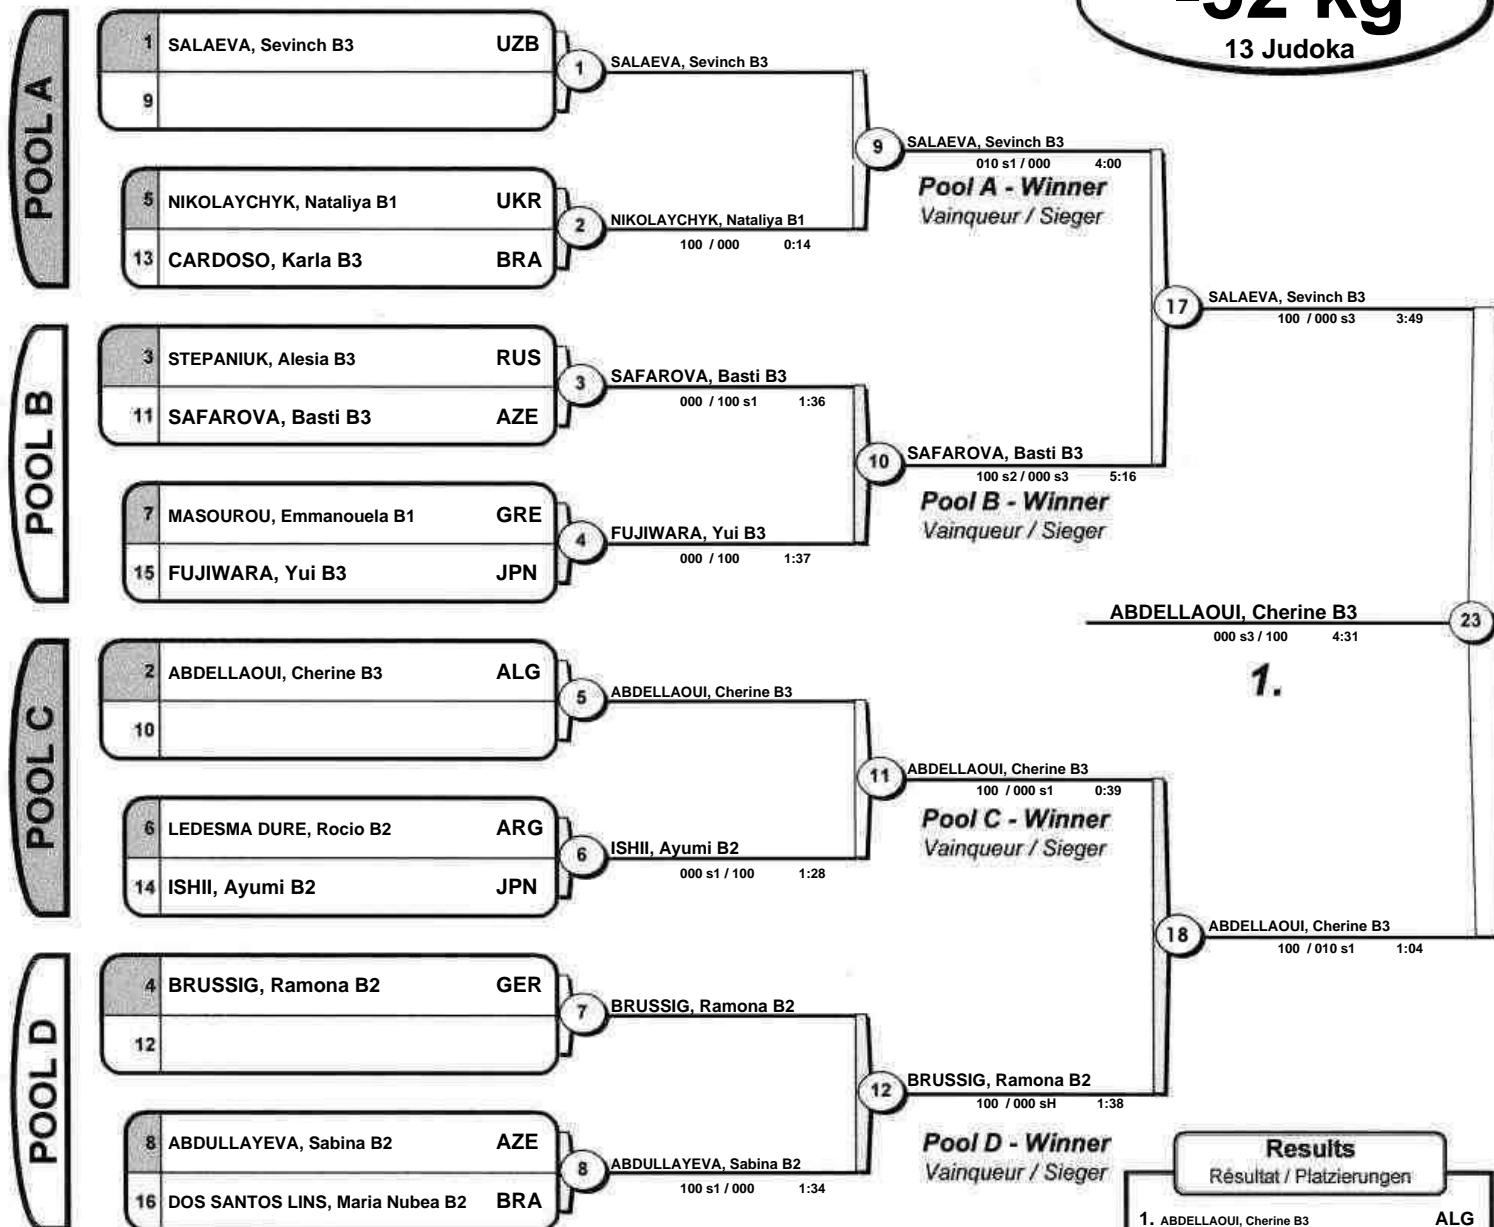 -52 kg
13 Judoka
POOL A
1 SALAEVA, Sevinch B3 UZB
9
1
SALAEVA, Sevinch B3
5 NIKOLAYCHYK, Nataliya B1 UKR
13 CARDOSO, Karla B3 BRA
2
NIKOLAYCHYK, Nataliya B1
100 / 000 0:14
9
SALAEVA, Sevinch B3
010 s1 / 000 4:00
Pool A - Winner
Vainqueur / Sieger
POOL B
3 STEPANIUK, Alesia B3 RUS
11 SAFAROVA, Basti B3 AZE
3
SAFAROVA, Basti B3
000 / 100 s1 1:36
7 MASOUROU, Emmanouela B1 GRE
15 FUJIWARA, Yui B3 JPN
4
FUJIWARA, Yui B3
000 / 100 1:37
10
SAFAROVA, Basti B3
100 s2 / 000 s3 5:16
Pool B - Winner
Vainqueur / Sieger
17
SALAEVA, Sevinch B3
100 / 000 s3 3:49
ABDELLAOUI, Cherine B3
000 s3 / 100 4:31
23
1.
POOL C
2 ABDELLAOUI, Cherine B3 ALG
10
5
ABDELLAOUI, Cherine B3
6 LEDESMA DURE, Rocio B2 ARG
14 ISHII, Ayumi B2 JPN
6
ISHII, Ayumi B2
000 s1 / 100 1:28
11
ABDELLAOUI, Cherine B3
100 / 000 s1 0:39
Pool C - Winner
Vainqueur / Sieger
POOL D
4 BRUSSIG, Ramona B2 GER
12
7
BRUSSIG, Ramona B2
8 ABDULLAYEVA, Sabina B2 AZE
16 DOS SANTOS LINS, Maria Nubea B2 BRA
8
ABDULLAYEVA, Sabina B2
100 s1 / 000 1:34
12
BRUSSIG, Ramona B2
100 / 000 sH 1:38
Pool D - Winner
Vainqueur / Sieger
18
ABDELLAOUI, Cherine B3
100 / 010 s1 1:04
Results
Résultat / Platzierungen
1. ABDELLAOUI, Cherine B3 ALG